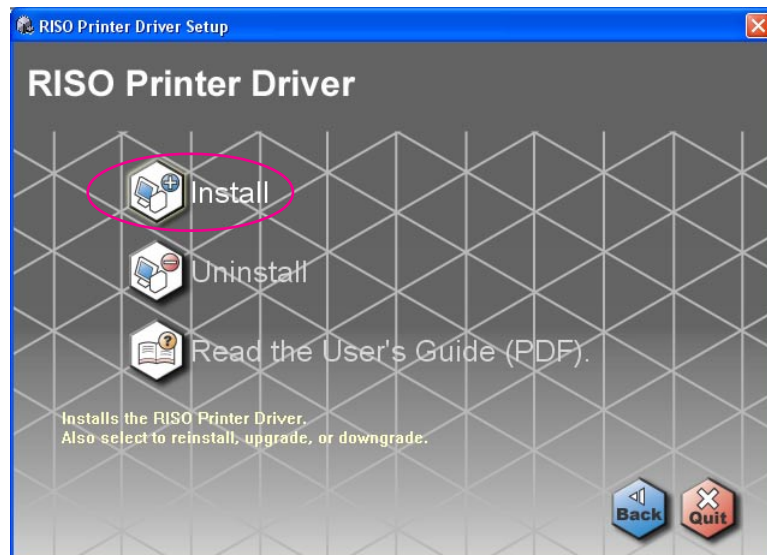 RISO Printer Driver Setup
RISO Printer Driver
Install
Uninstall
Read the User's Guide (PDF).
Installs the RISO Printer Driver.
Also select to reinstall, upgrade, or downgrade.
Back
Quit